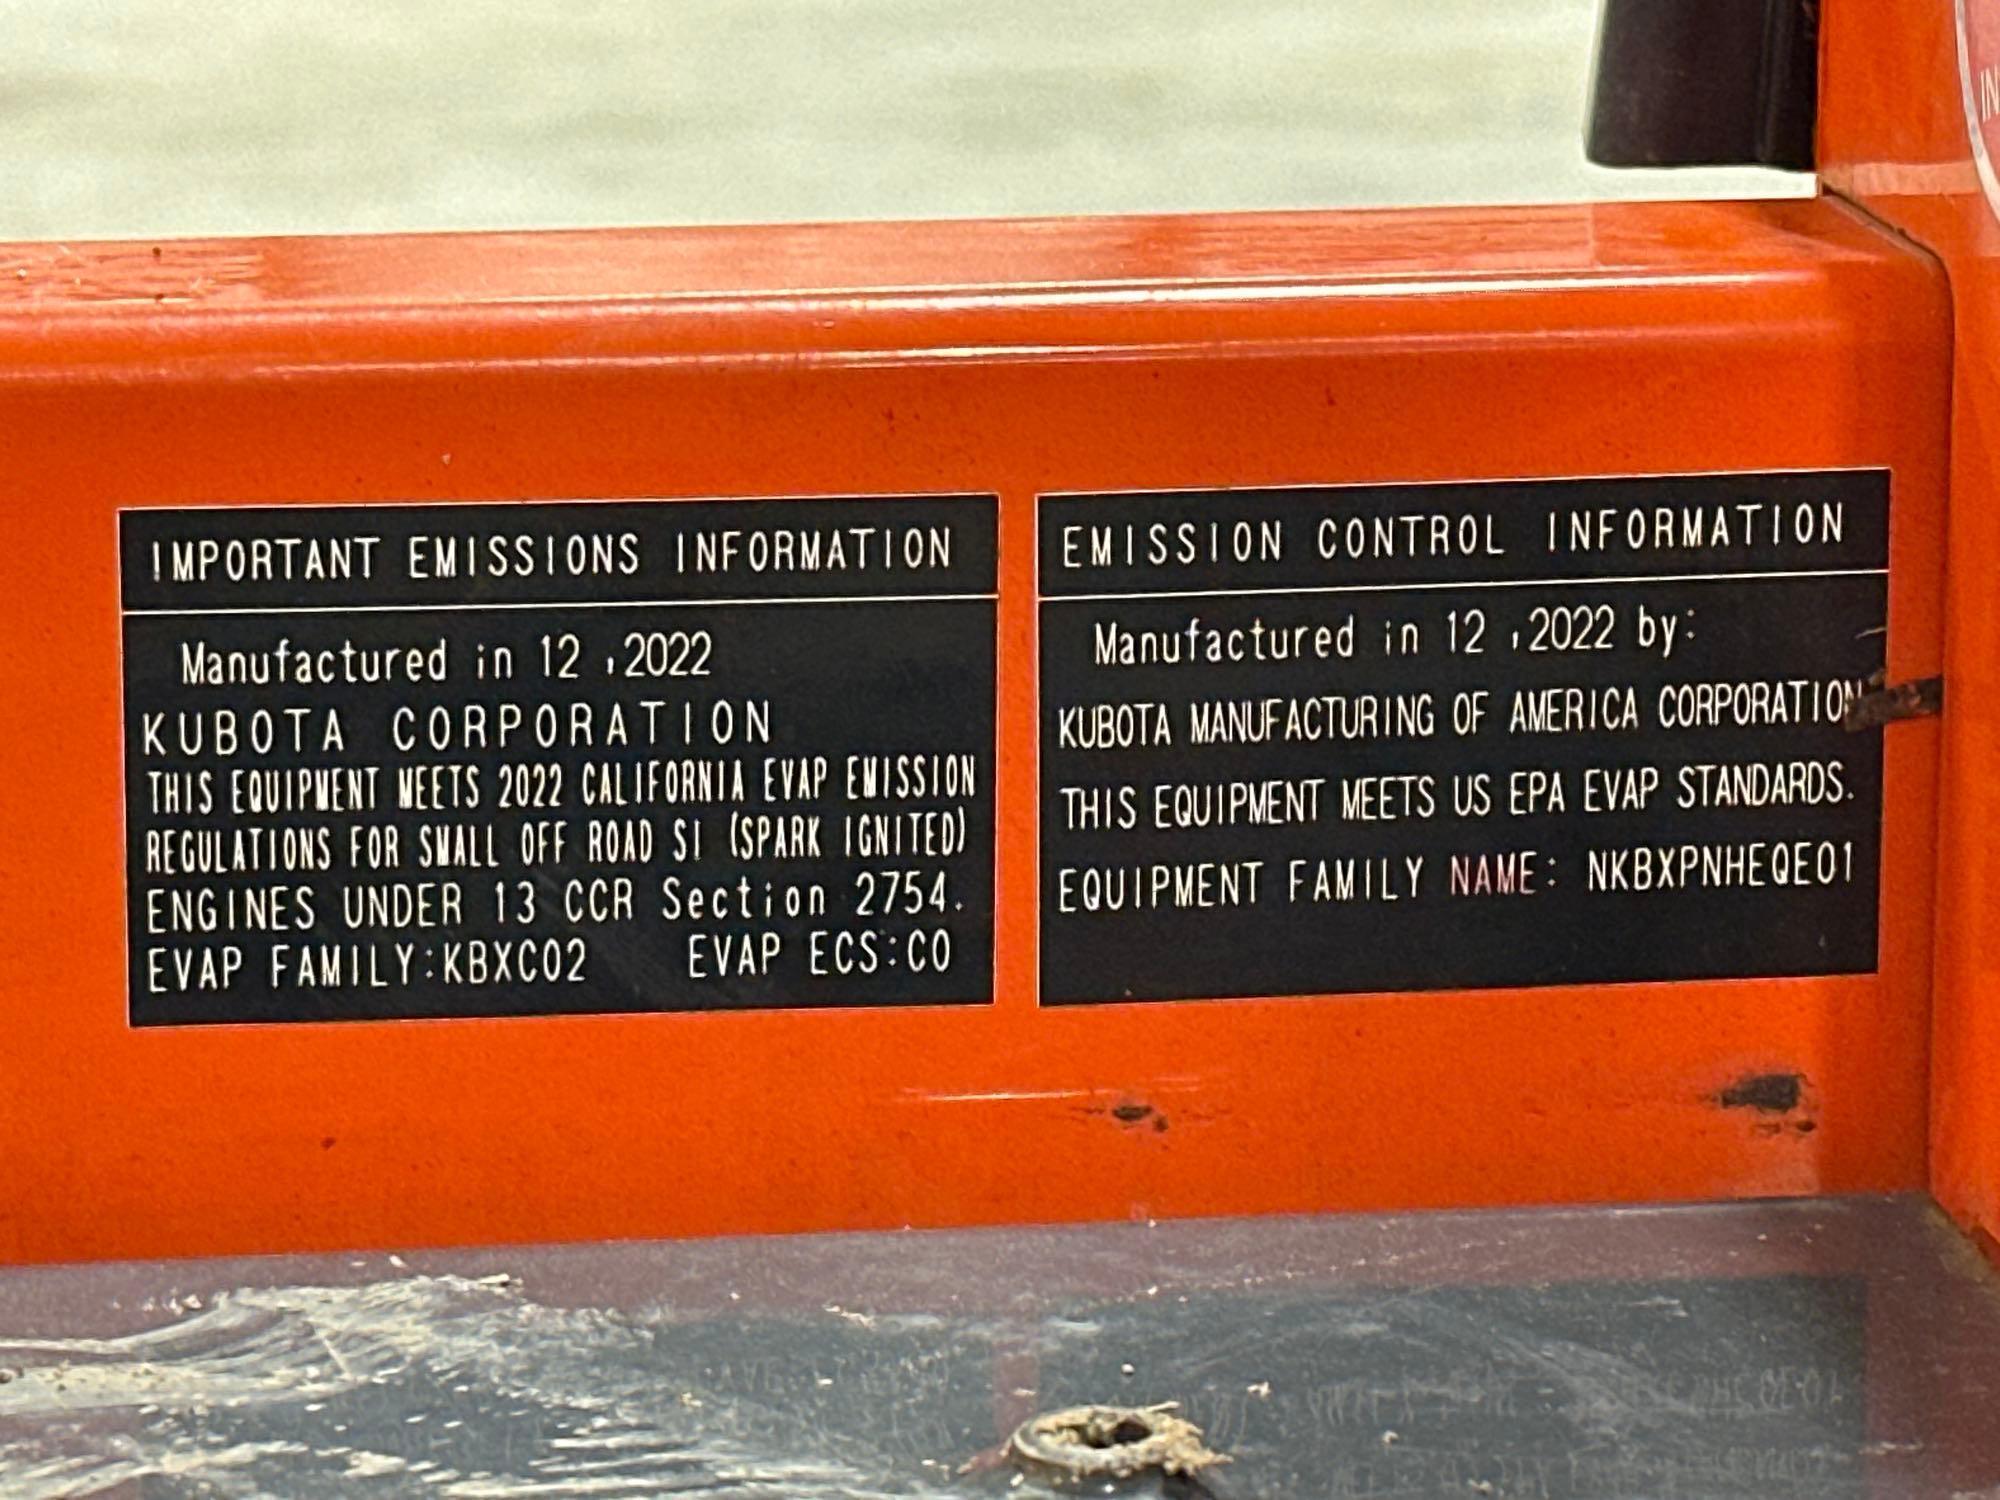 IMPORTANT EMISSIONS INFORMATION
Manufactured in 12 ,2022
KUBOTA CORPORATION
THIS EQUIPMENT MEETS 2022 CALIFORNIA EVAP EMISSION
REGULATIONS FOR SMALL OFF ROAD SI (SPARK IGNITED)
ENGINES UNDER 13 CCR Section 2754.
EVAP FAMILY:KBXC02 EVAP ECS:CO
EMISSION CONTROL INFORMATION
Manufactured in 12 ,2022 by:
KUBOTA MANUFACTURING OF AMERICA CORPORATION
THIS EQUIPMENT MEETS US EPA EVAP STANDARDS.
EQUIPMENT FAMILY NAME: NKBXPNHEQE01